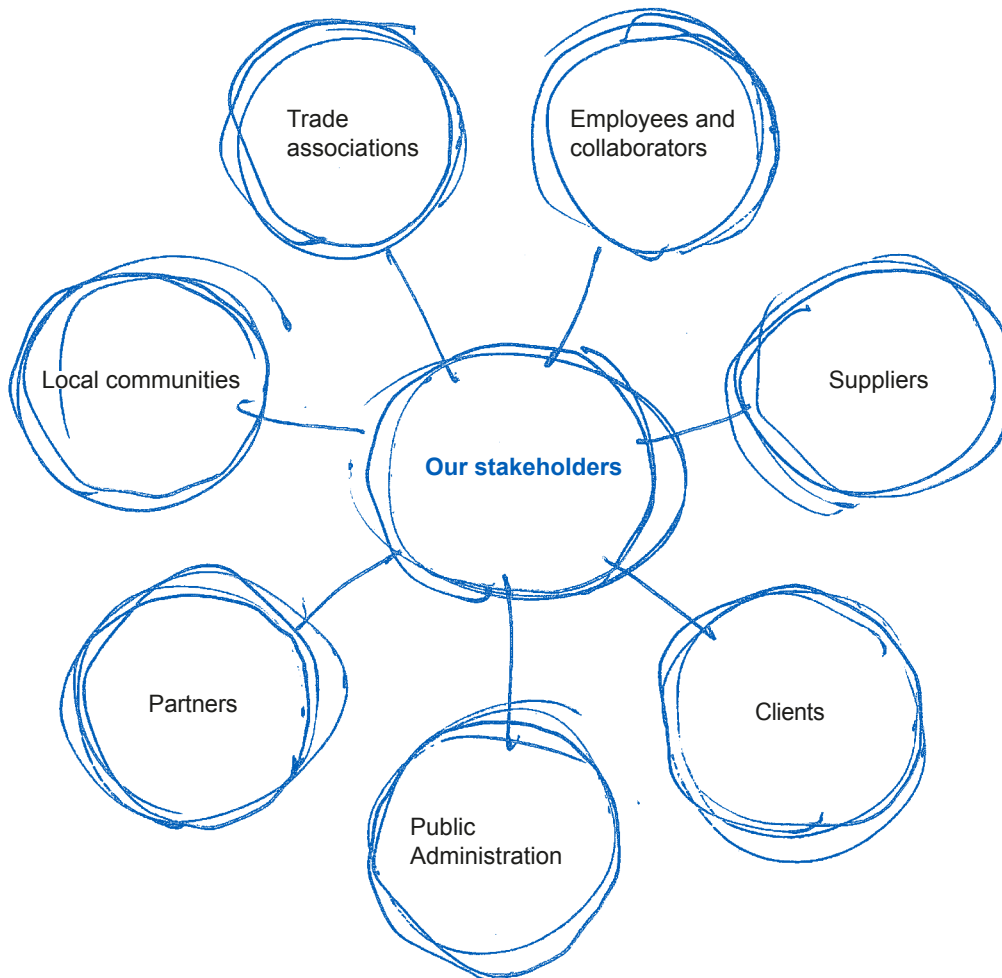 Trade
associations
Employees and
collaborators
Local communities
Suppliers
Our stakeholders
Partners
Clients
Public
Administration